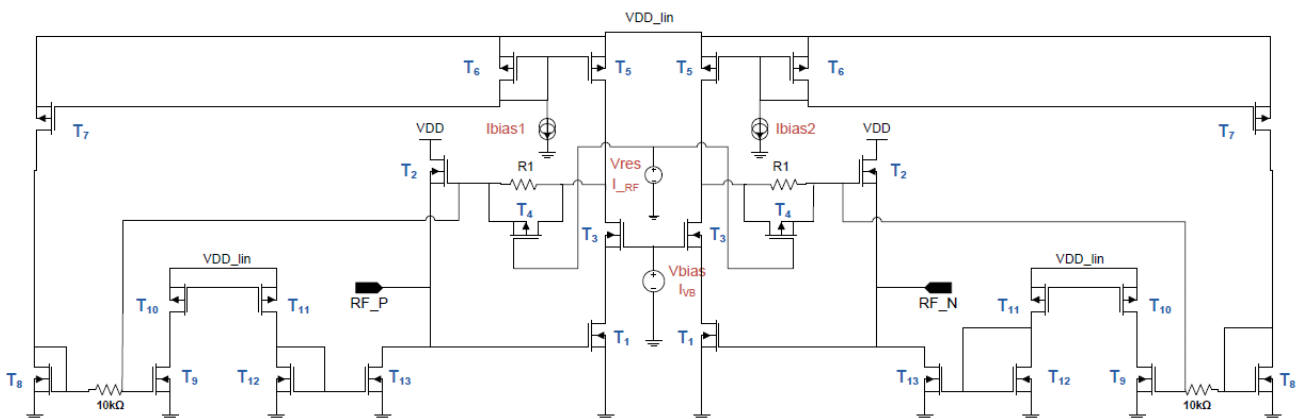 VDD_lin
T6 T5 T5 T6
T7 Ibias1 Ibias2 T7
VDD VDD
T2 R1 Vres R1 T2
I_RF
T4 T4
T3 T3
VDD_lin Vbias VDD_lin
RF_P IVB RF_N
T10 T11 T11 T10
T1 T1
T8 T9 T12 T13 T13 T12 T9 T8
10kΩ 10kΩ